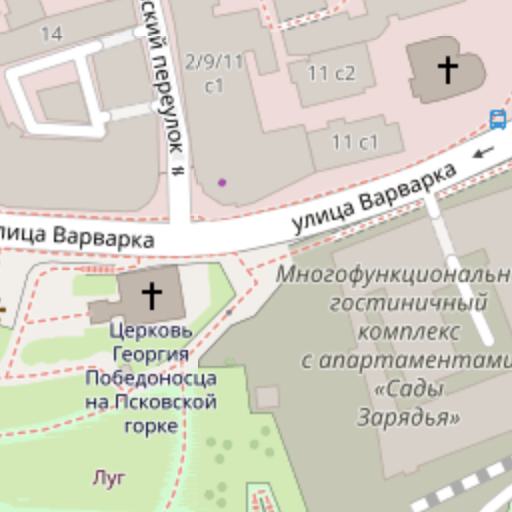 14
ский переулок
2/9/11
с1
11 с2
11 с1
улица Варварка
лица Варварка
Многофункциональн
гостиничный
комплекс
с апартаментами
«Сады
Зарядья»
Церковь
Георгия
Победоносца
на Псковской
горке
Луг